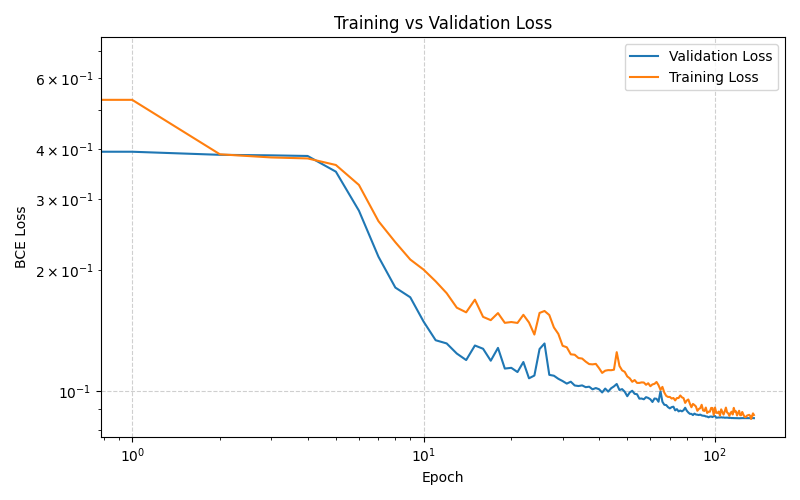 Training vs Validation Loss
Validation Loss
Training Loss
BCE Loss
6 × 10⁻¹
4 × 10⁻¹
3 × 10⁻¹
2 × 10⁻¹
10⁻¹
10⁰ 10¹ 10²
Epoch